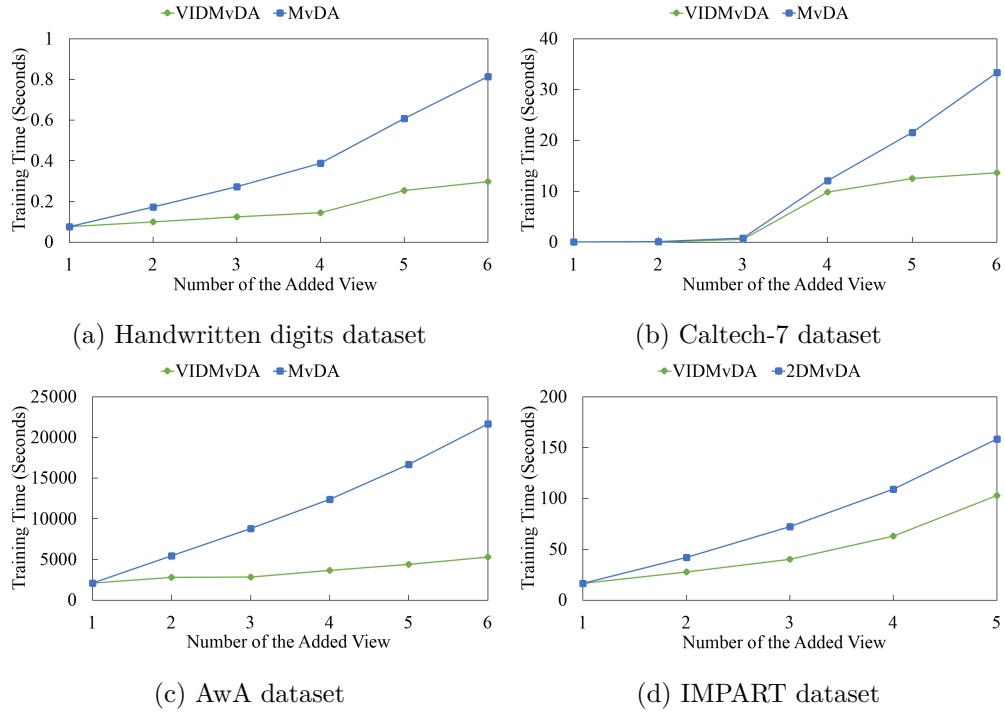 VIDMvDA MvDA
1
0.8
0.6
0.4
0.2
0
Training Time (Seconds)
1 2 3 4 5 6
Number of the Added View
(a) Handwritten digits dataset
VIDMvDA MvDA
40
30
20
10
0
Training Time (Seconds)
1 2 3 4 5 6
Number of the Added View
(b) Caltech-7 dataset
VIDMvDA MvDA
25000
20000
15000
10000
5000
0
Training Time (Seconds)
1 2 3 4 5 6
Number of the Added View
(c) AwA dataset
VIDMvDA 2DMvDA
200
150
100
50
0
Training Time (Seconds)
1 2 3 4 5
Number of the Added View
(d) IMPART dataset